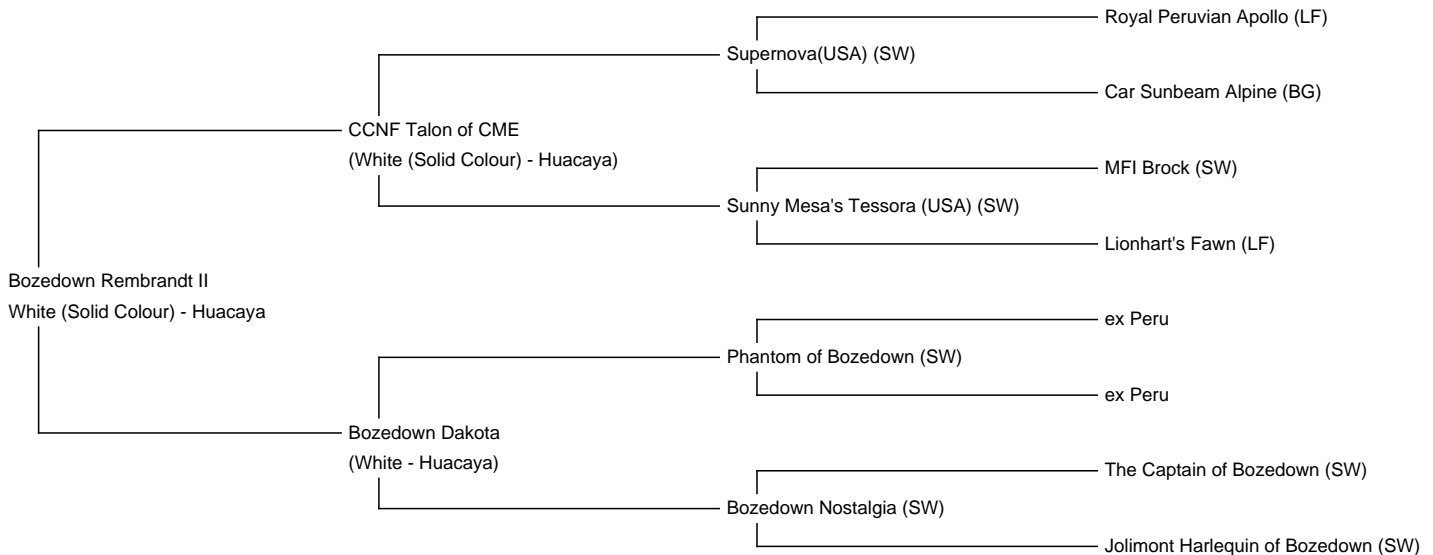 Royal Peruvian Apollo (LF)
Supernova(USA) (SW)
Car Sunbeam Alpine (BG)
CCNF Talon of CME
(White (Solid Colour) - Huacaya)
MFI Brock (SW)
Sunny Mesa's Tessora (USA) (SW)
Lionhart's Fawn (LF)
Bozedown Rembrandt II
White (Solid Colour) - Huacaya
ex Peru
Phantom of Bozedown (SW)
ex Peru
Bozedown Dakota
(White - Huacaya)
The Captain of Bozedown (SW)
Bozedown Nostalgia (SW)
Jolimont Harlequin of Bozedown (SW)